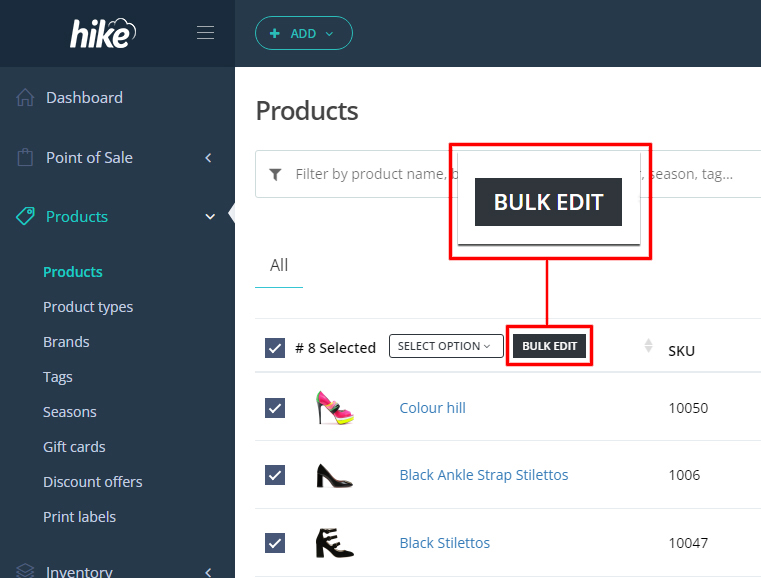 hike
ADD
Dashboard
Point of Sale
Products
Products
Product types
Brands
Tags
Seasons
Gift cards
Discount offers
Print labels
Inventory
Products
Filter by product name, b
, season, tag...
BULK EDIT
All
# 8 Selected SELECT OPTION BULK EDIT SKU
Colour hill 10050
Black Ankle Strap Stilettos 1006
Black Stilettos 10047